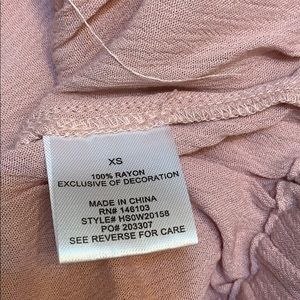 XS
100% RAYON
EXCLUSIVE OF DECORATION
MADE IN CHINA
RN# 146103
STYLE# HS0W20158
PO# 203307
SEE REVERSE FOR CARE